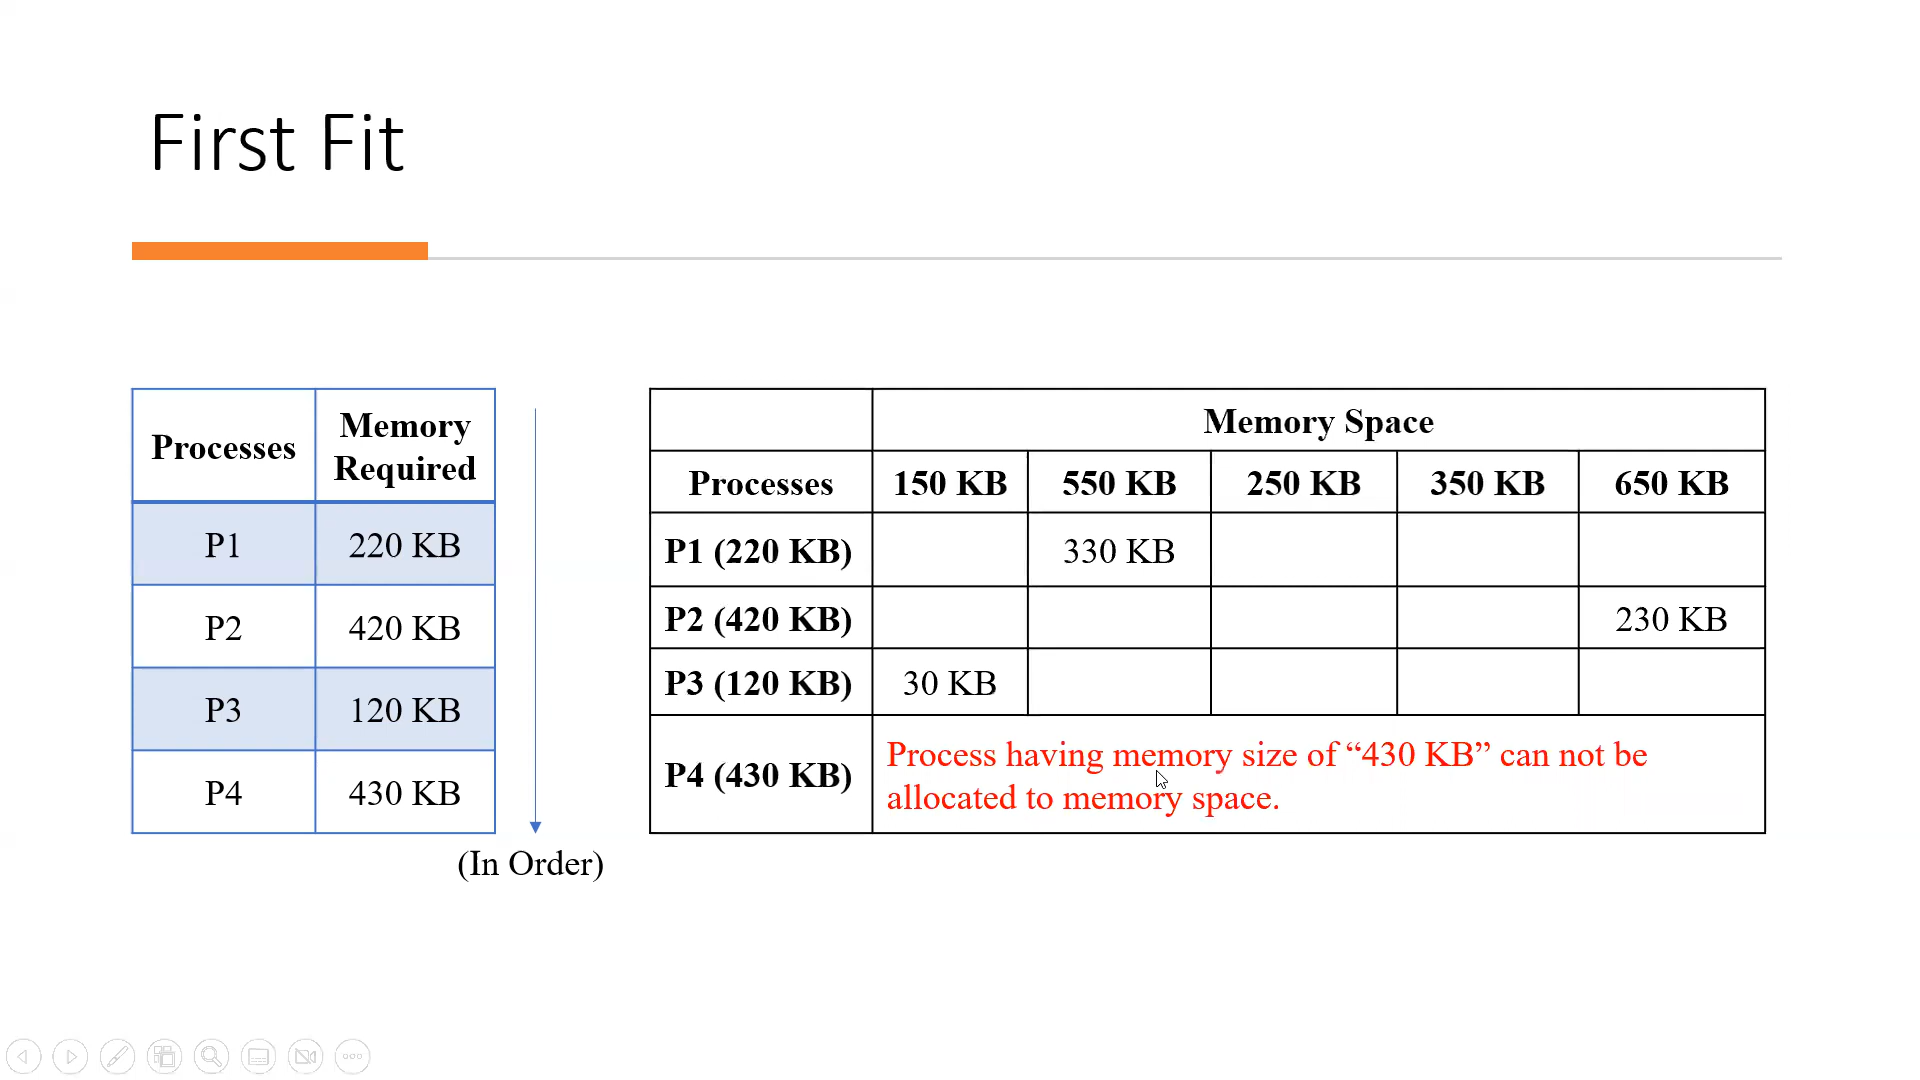 First Fit
Processes
Memory
Required
P1 220 KB
P2 420 KB
P3 120 KB
P4 430 KB
(In Order)
Memory Space
Processes 150 KB 550 KB 250 KB 350 KB 650 KB
P1 (220 KB) 330 KB
P2 (420 KB) 230 KB
P3 (120 KB) 30 KB
P4 (430 KB)
Process having memory size of “430 KB” can not be
allocated to memory space.